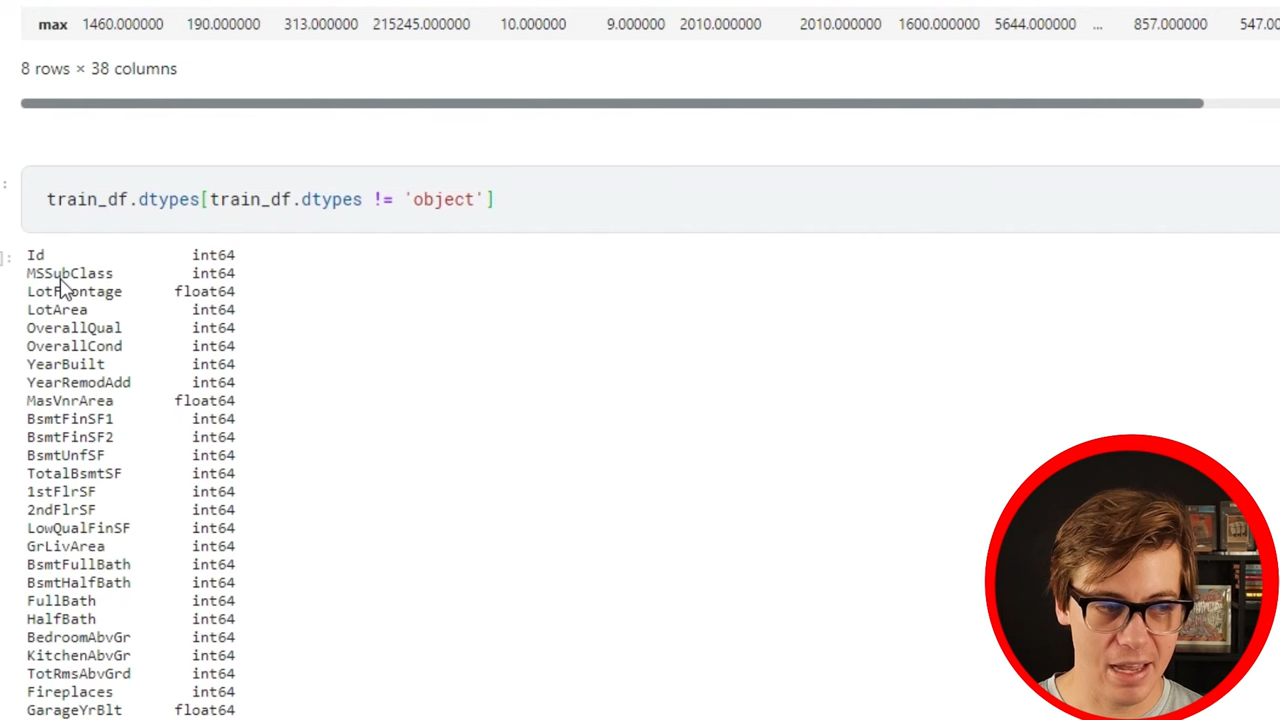 max 1460.000000 190.000000 313.000000 215245.000000 10.000000 9.000000 2010.000000 2010.000000 1600.000000 5644.000000 ... 857.000000 547.00
8 rows × 38 columns
:
train_df.dtypes[train_df.dtypes != 'object']
]:
Id int64
MSSubClass int64
LotFrontage float64
LotArea int64
OverallQual int64
OverallCond int64
YearBuilt int64
YearRemodAdd int64
MasVnrArea float64
BsmtFinSF1 int64
BsmtFinSF2 int64
BsmtUnfSF int64
TotalBsmtSF int64
1stFlrSF int64
2ndFlrSF int64
LowQualFinSF int64
GrLivArea int64
BsmtFullBath int64
BsmtHalfBath int64
FullBath int64
HalfBath int64
BedroomAbvGr int64
KitchenAbvGr int64
TotRmsAbvGrd int64
Fireplaces int64
GarageYrBlt float64